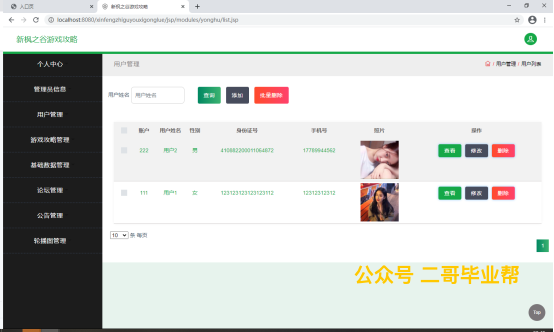 入口页
新枫之谷游戏攻略
localhost:8080/xinfengzhiguyouxigonglue/jsp/modules/yonghu/list.jsp
新枫之谷游戏攻略
个人中心
管理员信息
用户管理
游戏攻略管理
基础数据管理
论坛管理
公告管理
轮播图管理
用户管理
/ 用户管理 / 用户列表
用户姓名 用户姓名 查询 添加 批量删除
账户 用户姓名 性别 身份证号 手机号 照片 操作
222 用户2 男 410882200011064872 17788944562 查看 修改 删除
111 用户1 女 123123123123123112 12312312312 查看 修改 删除
10 条 每页
1
公众号 二哥毕业帮
Top